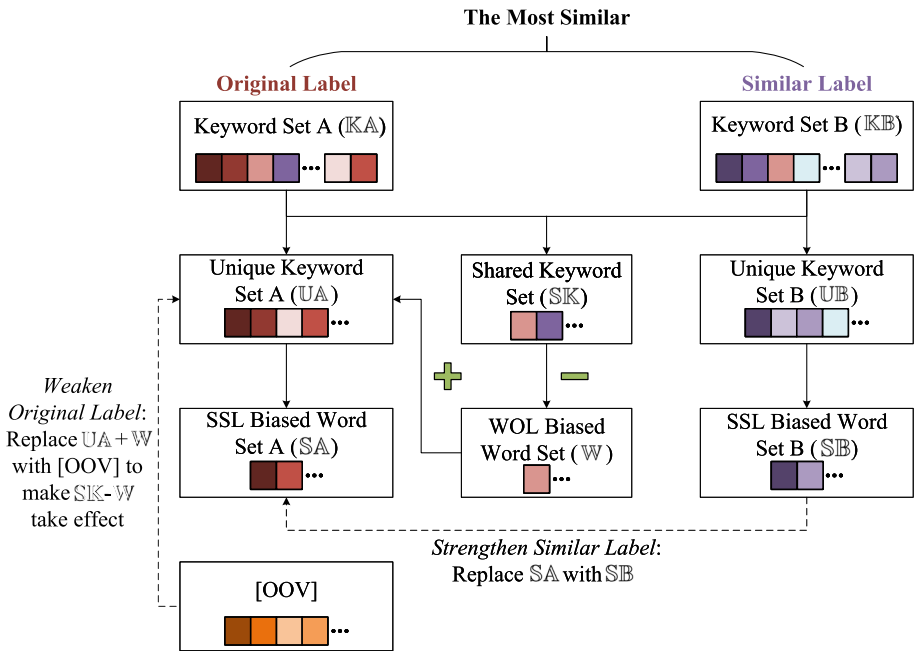 The Most Similar
Original Label
Similar Label
Keyword Set A (𝕂𝔸)
...
Keyword Set B (𝕂𝔹)
...
Unique Keyword
Set A (𝕌𝔸)
...
Shared Keyword
Set (𝕊𝕂)
...
Unique Keyword
Set B (𝕌𝔹)
...
+
−
Weaken
Original Label:
Replace 𝕌𝔸+𝕎
with [OOV] to
make 𝕊𝕂-𝕎
take effect
SSL Biased Word
Set A (𝕊𝔸)
...
WOL Biased
Word Set (𝕎)
...
SSL Biased Word
Set B (𝕊𝔹)
...
Strengthen Similar Label:
Replace 𝕊𝔸 with 𝕊𝔹
[OOV]
...